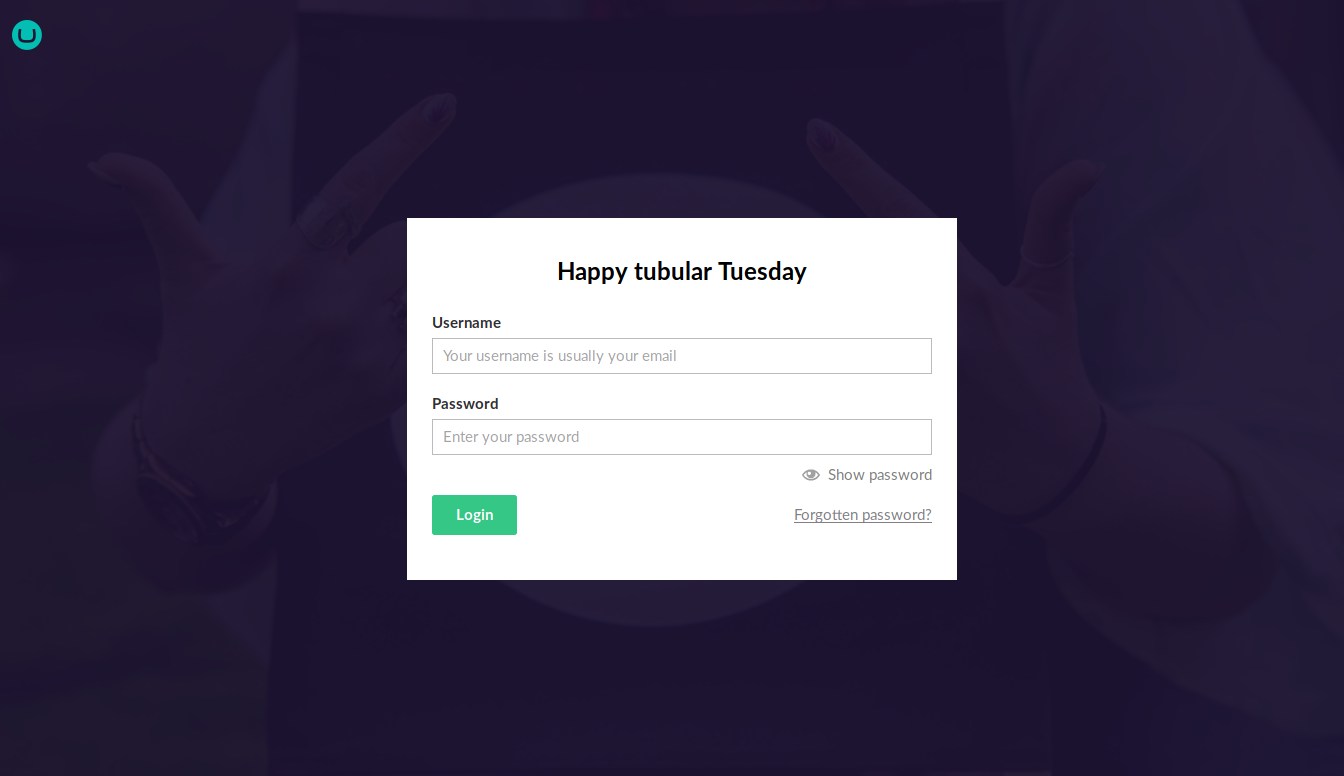 Happy tubular Tuesday
Username
Your username is usually your email
Password
Enter your password
Show password
Login
Forgotten password?